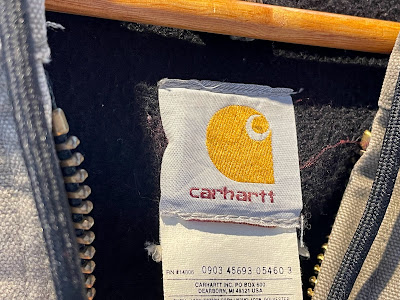 carhartt
RN #14806 0903 45693 05460 3
CARHARTT INC. PO BOX 600
DEARBORN, MI 48121 USA